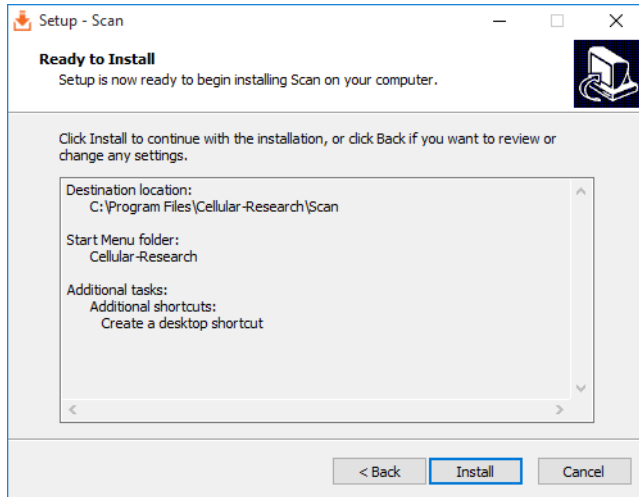 Setup - Scan
Ready to Install
Setup is now ready to begin installing Scan on your computer.
Click Install to continue with the installation, or click Back if you want to review or
change any settings.
Destination location:
C:\Program Files\Cellular-Research\Scan
Start Menu folder:
Cellular-Research
Additional tasks:
Additional shortcuts:
Create a desktop shortcut
< Back
Install
Cancel